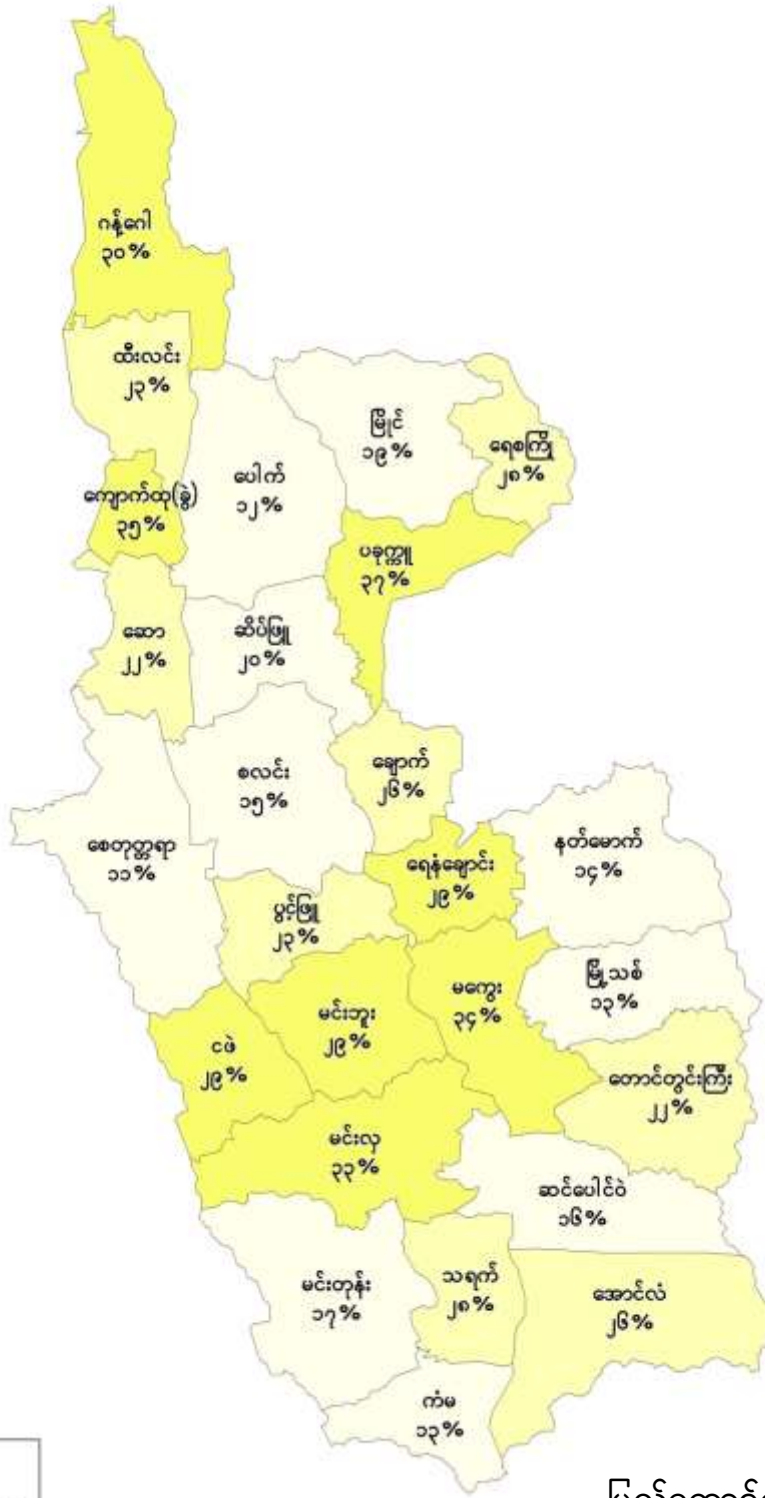 ဂန့်ဂေါ
၃၀%
ထီးလင်း
၂၃%
မြိုင်
၁၉%
ရေစကြို
၂၈%
ပေါက်
၁၂%
ကျောက်ထု(ခွဲ)
၃၅%
ပခုက္ကူ
၃၇%
ဆော
၂၂%
ဆိပ်ဖြူ
၂၀%
စလင်း
၁၅%
ချောက်
၂၆%
စေတုတ္တရာ
၁၁%
ရေနံချောင်း
၂၉%
နတ်မောက်
၁၄%
ပွင့်ဖြူ
၂၃%
မြို့သစ်
၁၃%
မကွေး
၃၄%
မင်းဘူး
၂၉%
ငဖဲ
၂၉%
တောင်တွင်းကြီး
၂၂%
မင်းလှ
၃၃%
ဆင်ပေါင်ဝဲ
၁၆%
သရက်
၂၈%
မင်းတုန်း
၁၇%
အောင်လံ
၂၆%
ကံမ
၁၃%